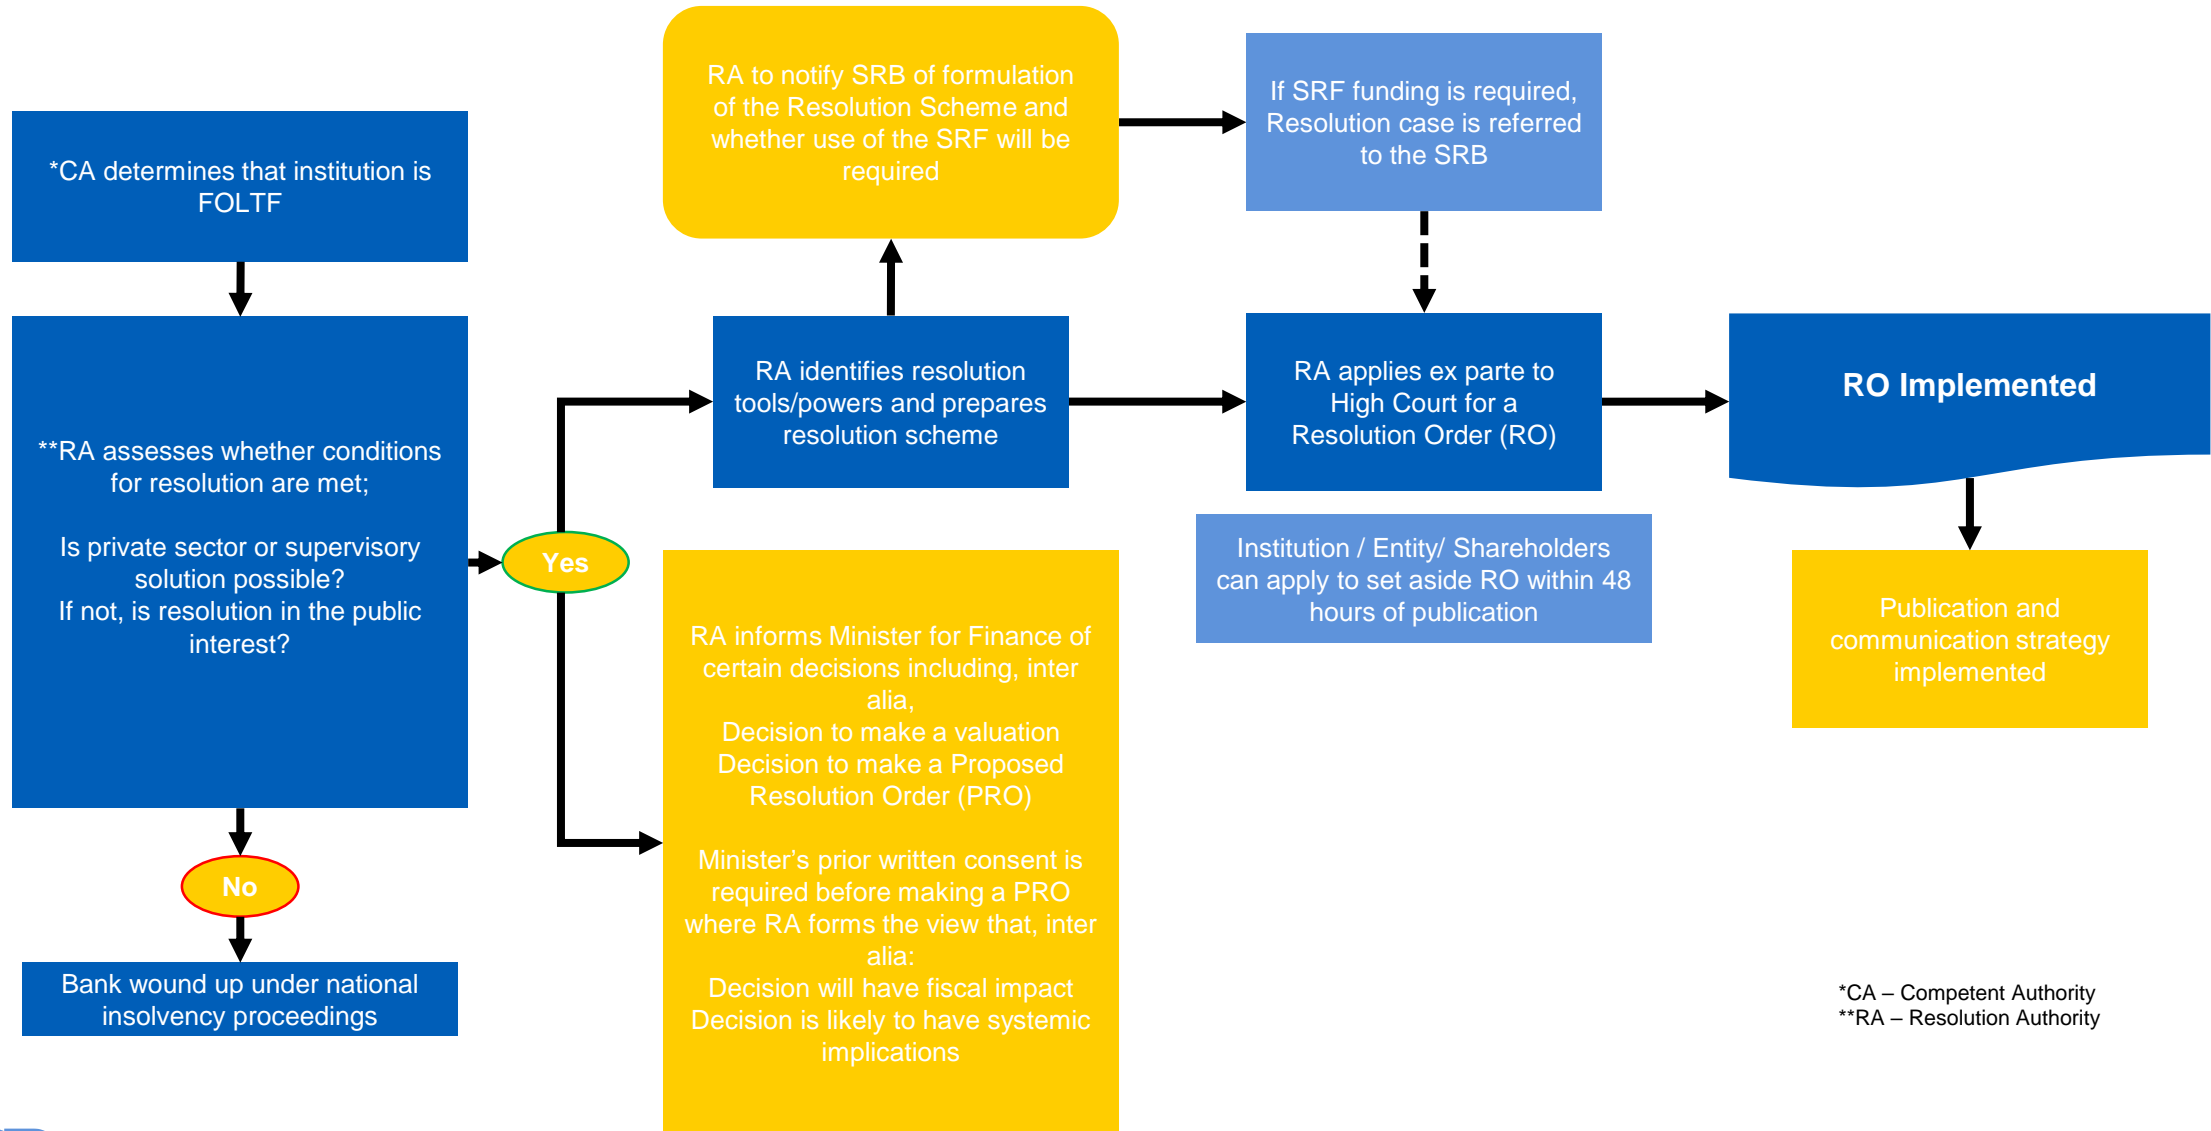 *CA determines that institution is
FOLTF
**RA assesses whether conditions
for resolution are met;
Is private sector or supervisory
solution possible?
If not, is resolution in the public
interest?
No
Bank wound up under national
insolvency proceedings
Yes
RA to notify SRB of formulation
of the Resolution Scheme and
whether use of the SRF will be
required
RA identifies resolution
tools/powers and prepares
resolution scheme
RA informs Minister for Finance of
certain decisions including, inter
alia,
Decision to make a valuation
Decision to make a Proposed
Resolution Order (PRO)
Minister’s prior written consent is
required before making a PRO
where RA forms the view that, inter
alia:
Decision will have fiscal impact
Decision is likely to have systemic
implications
If SRF funding is required,
Resolution case is referred
to the SRB
RA applies ex parte to
High Court for a
Resolution Order (RO)
Institution / Entity/ Shareholders
can apply to set aside RO within 48
hours of publication
RO Implemented
Publication and
communication strategy
implemented
*CA – Competent Authority
**RA – Resolution Authority